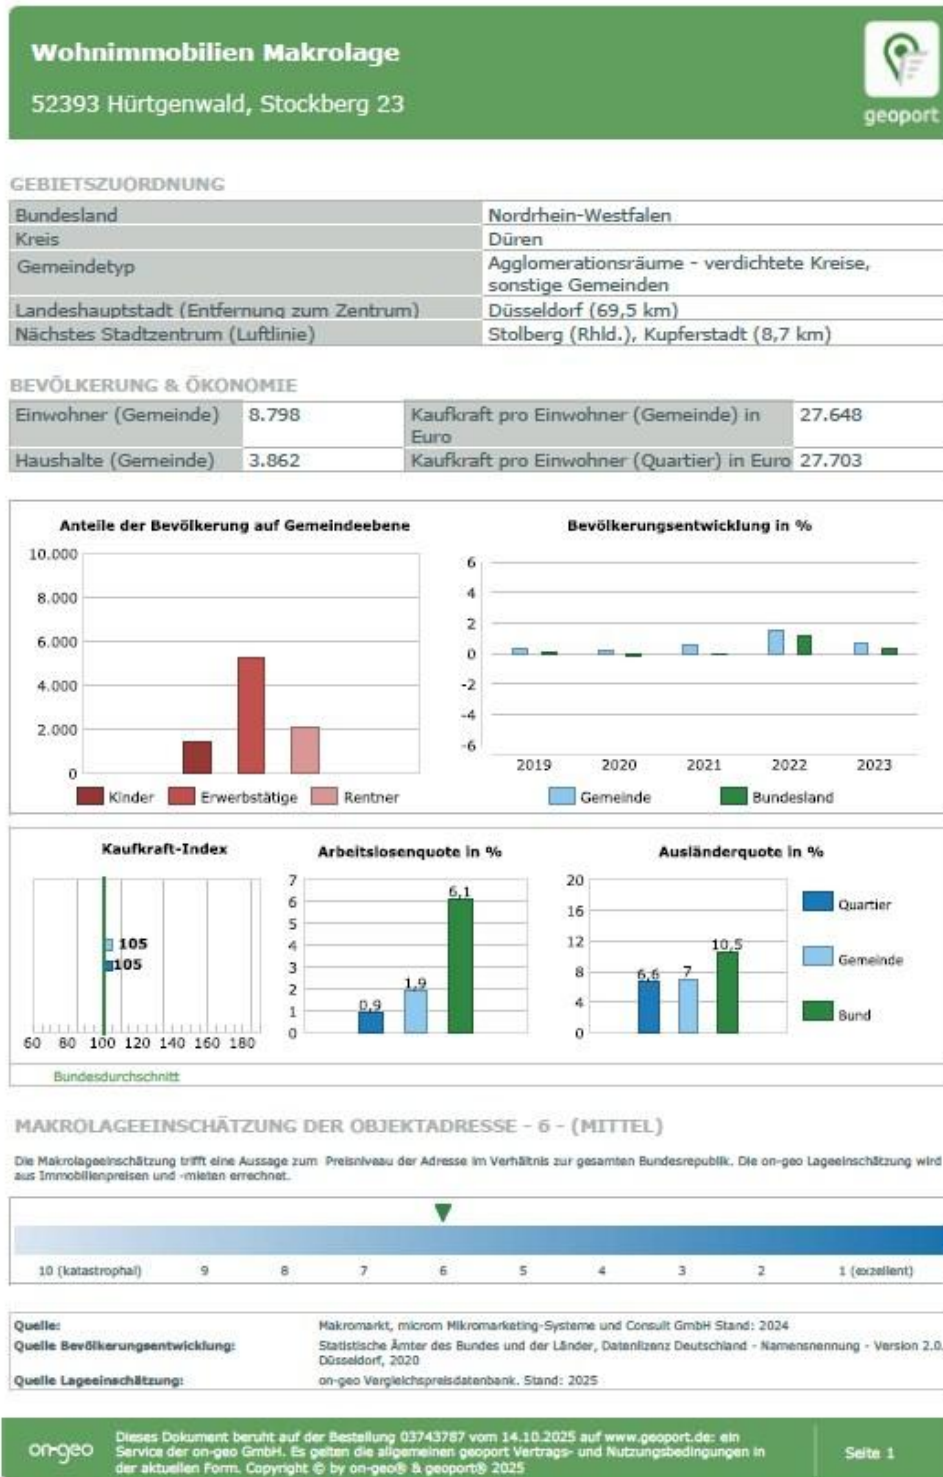 Wohnimmobilien Makrolage
52393 Hürtgenwald, Stockberg 23
geoport
GEBIETSZUORDNUNG
Bundesland Nordrhein-Westfalen
Kreis Düren
Gemeindetyp Agglomerationsräume - verdichtete Kreise,
sonstige Gemeinden
Landeshauptstadt (Entfernung zum Zentrum) Düsseldorf (69,5 km)
Nächstes Stadtzentrum (Luftlinie) Stolberg (Rhld.), Kupferstadt (8,7 km)
BEVÖLKERUNG & ÖKONOMIE
Einwohner (Gemeinde) 8.798 Kaufkraft pro Einwohner (Gemeinde) in 27.648
Euro
Haushalte (Gemeinde) 3.862 Kaufkraft pro Einwohner (Quartier) in Euro 27.703
Anteile der Bevölkerung auf Gemeindeebene
10.000
8.000
6.000
4.000
2.000
0
Kinder Erwerbstätige Rentner
Bevölkerungsentwicklung in %
6
4
2
0
-2
-4
-6
2019 2020 2021 2022 2023
Gemeinde Bundesland
Kaufkraft-Index
105
105
60 80 100 120 140 160 180
Bundesdurchschnitt
Arbeitslosenquote in %
7
6
5
4
3
2
1
0
0,9 1,9 6,1
Ausländerquote in %
20
16
12
8
4
0
6,6 7 10,5
Quartier
Gemeinde
Bund
MAKROLAGEEINSCHÄTZUNG DER OBJEKTADRESSE - 6 - (MITTEL)
Die Makrolageeinschätzung trifft eine Aussage zum Preisniveau der Adresse im Verhältnis zur gesamten Bundesrepublik. Die on-geo Lageeinschätzung wird
aus Immobilienpreisen und -mieten errechnet.
10 (katastrophal) 9 8 7 6 5 4 3 2 1 (exzellent)
Quelle: Makromarkt, microm Mikromarketing-Systeme und Consult GmbH Stand: 2024
Quelle Bevölkerungsentwicklung: Statistische Ämter des Bundes und der Länder, Datenlizenz Deutschland - Namensnennung - Version 2.0.
Düsseldorf, 2020
Quelle Lageeinschätzung: on-geo Vergleichspreisdatenbank. Stand: 2025
on-geo
Dieses Dokument beruht auf der Bestellung 03743787 vom 14.10.2025 auf www.geoport.de: ein
Service der on-geo GmbH. Es gelten die allgemeinen geoport Vertrags- und Nutzungsbedingungen in
der aktuellen Form. Copyright © by on-geo® & geoport® 2025
Seite 1